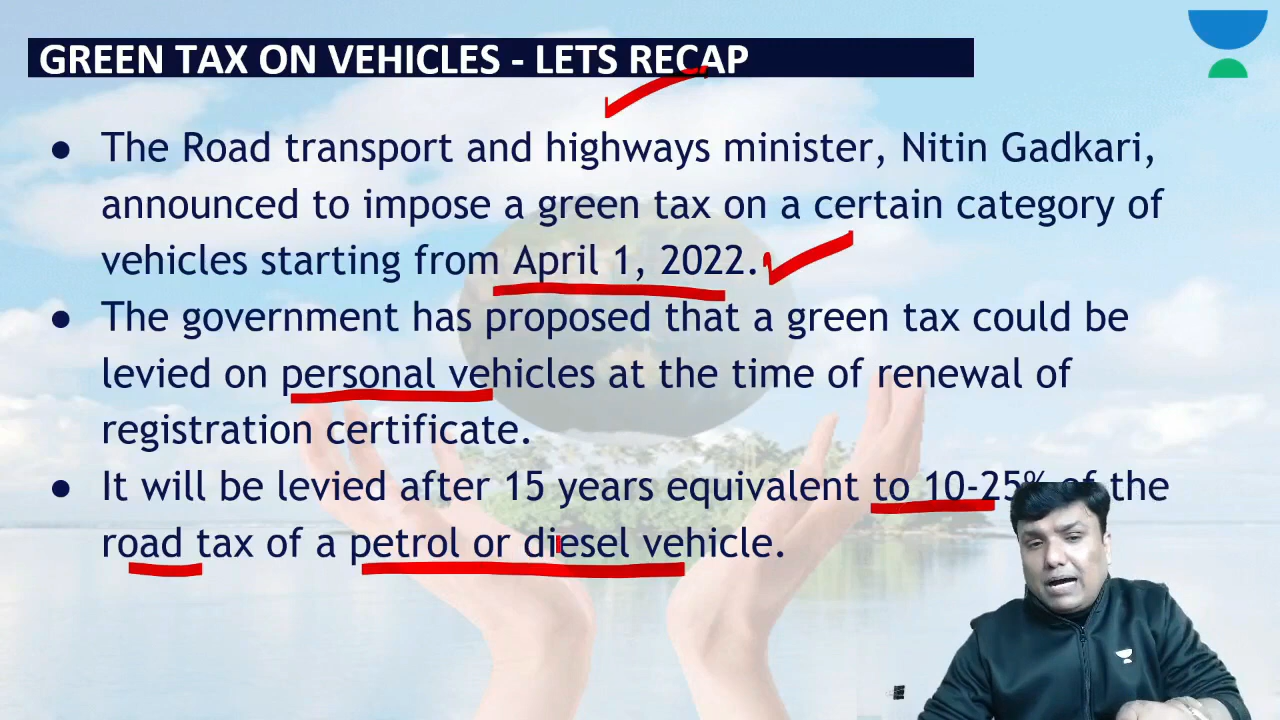 GREEN TAX ON VEHICLES - LETS RECAP
● The Road transport and highways minister, Nitin Gadkari,
announced to impose a green tax on a certain category of
vehicles starting from April 1, 2022.
● The government has proposed that a green tax could be
levied on personal vehicles at the time of renewal of
registration certificate.
● It will be levied after 15 years equivalent to 10-25% of the
road tax of a petrol or diesel vehicle.